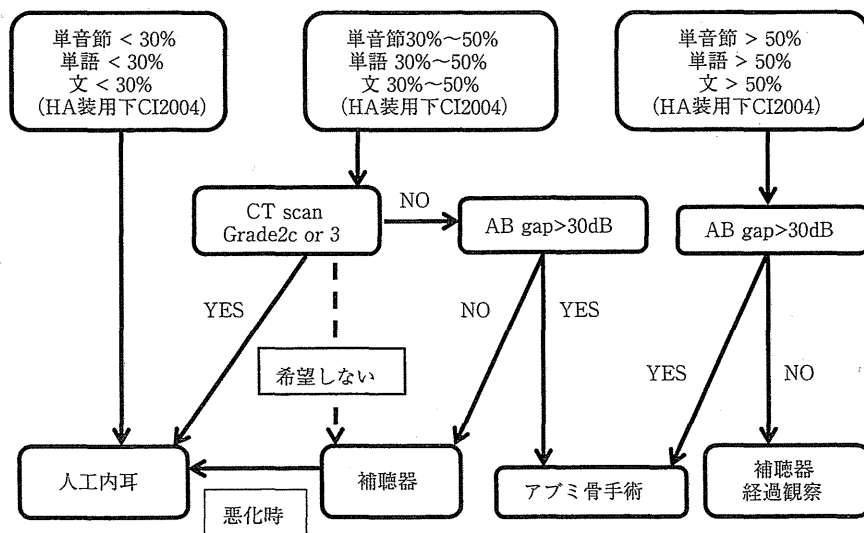 単音節 < 30%
単語 < 30%
文 < 30%
(HA装用下CI2004)
単音節30%～50%
単語 30%～50%
文 30%～50%
(HA装用下CI2004)
単音節 > 50%
単語 > 50%
文 > 50%
(HA装用下CI2004)
CT scan
Grade2c or 3
NO
AB gap>30dB
AB gap>30dB
YES
NO
YES
YES
NO
希望しない
人工内耳
補聴器
アブミ骨手術
補聴器
経過観察
悪化時